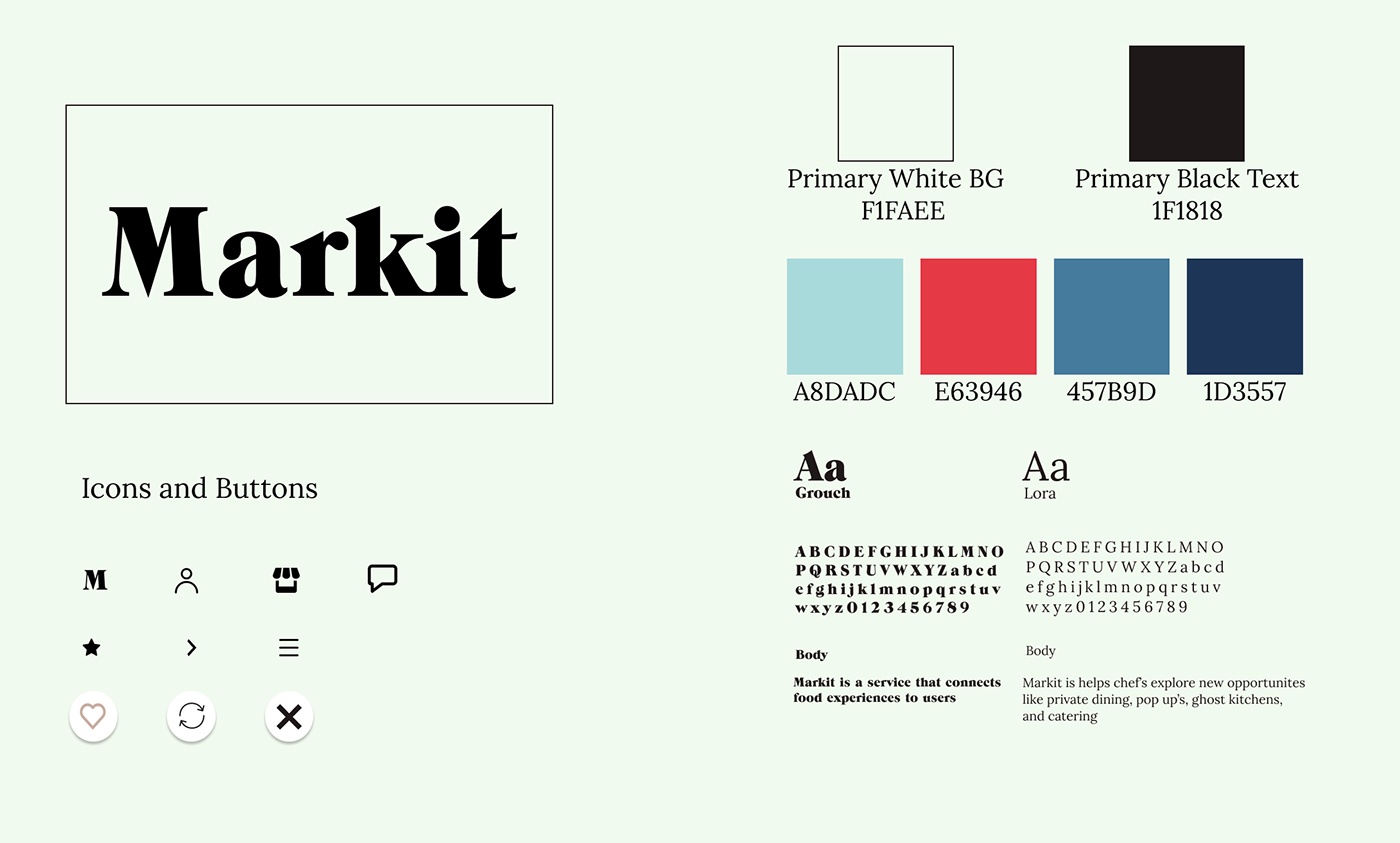 Markit
Icons and Buttons
M
Primary White BG
F1FAEE
Primary Black Text
1F1818
A8DADC
E63946
457B9D
1D3557
Aa
Grouch
ABCDEFGHIJKLMNO
PQRSTUVWXYZabcd
efghijklmnopqrstuv
wxyz0123456789
Body
Markit is a service that connects
food experiences to users
Aa
Lora
ABCDEFGHIJKLMNO
PQRSTUVWXYZabcd
efghijklmnopqrstuv
wxyz0123456789
Body
Markit is helps chef's explore new opportunites
like private dining, pop up's, ghost kitchens,
and catering